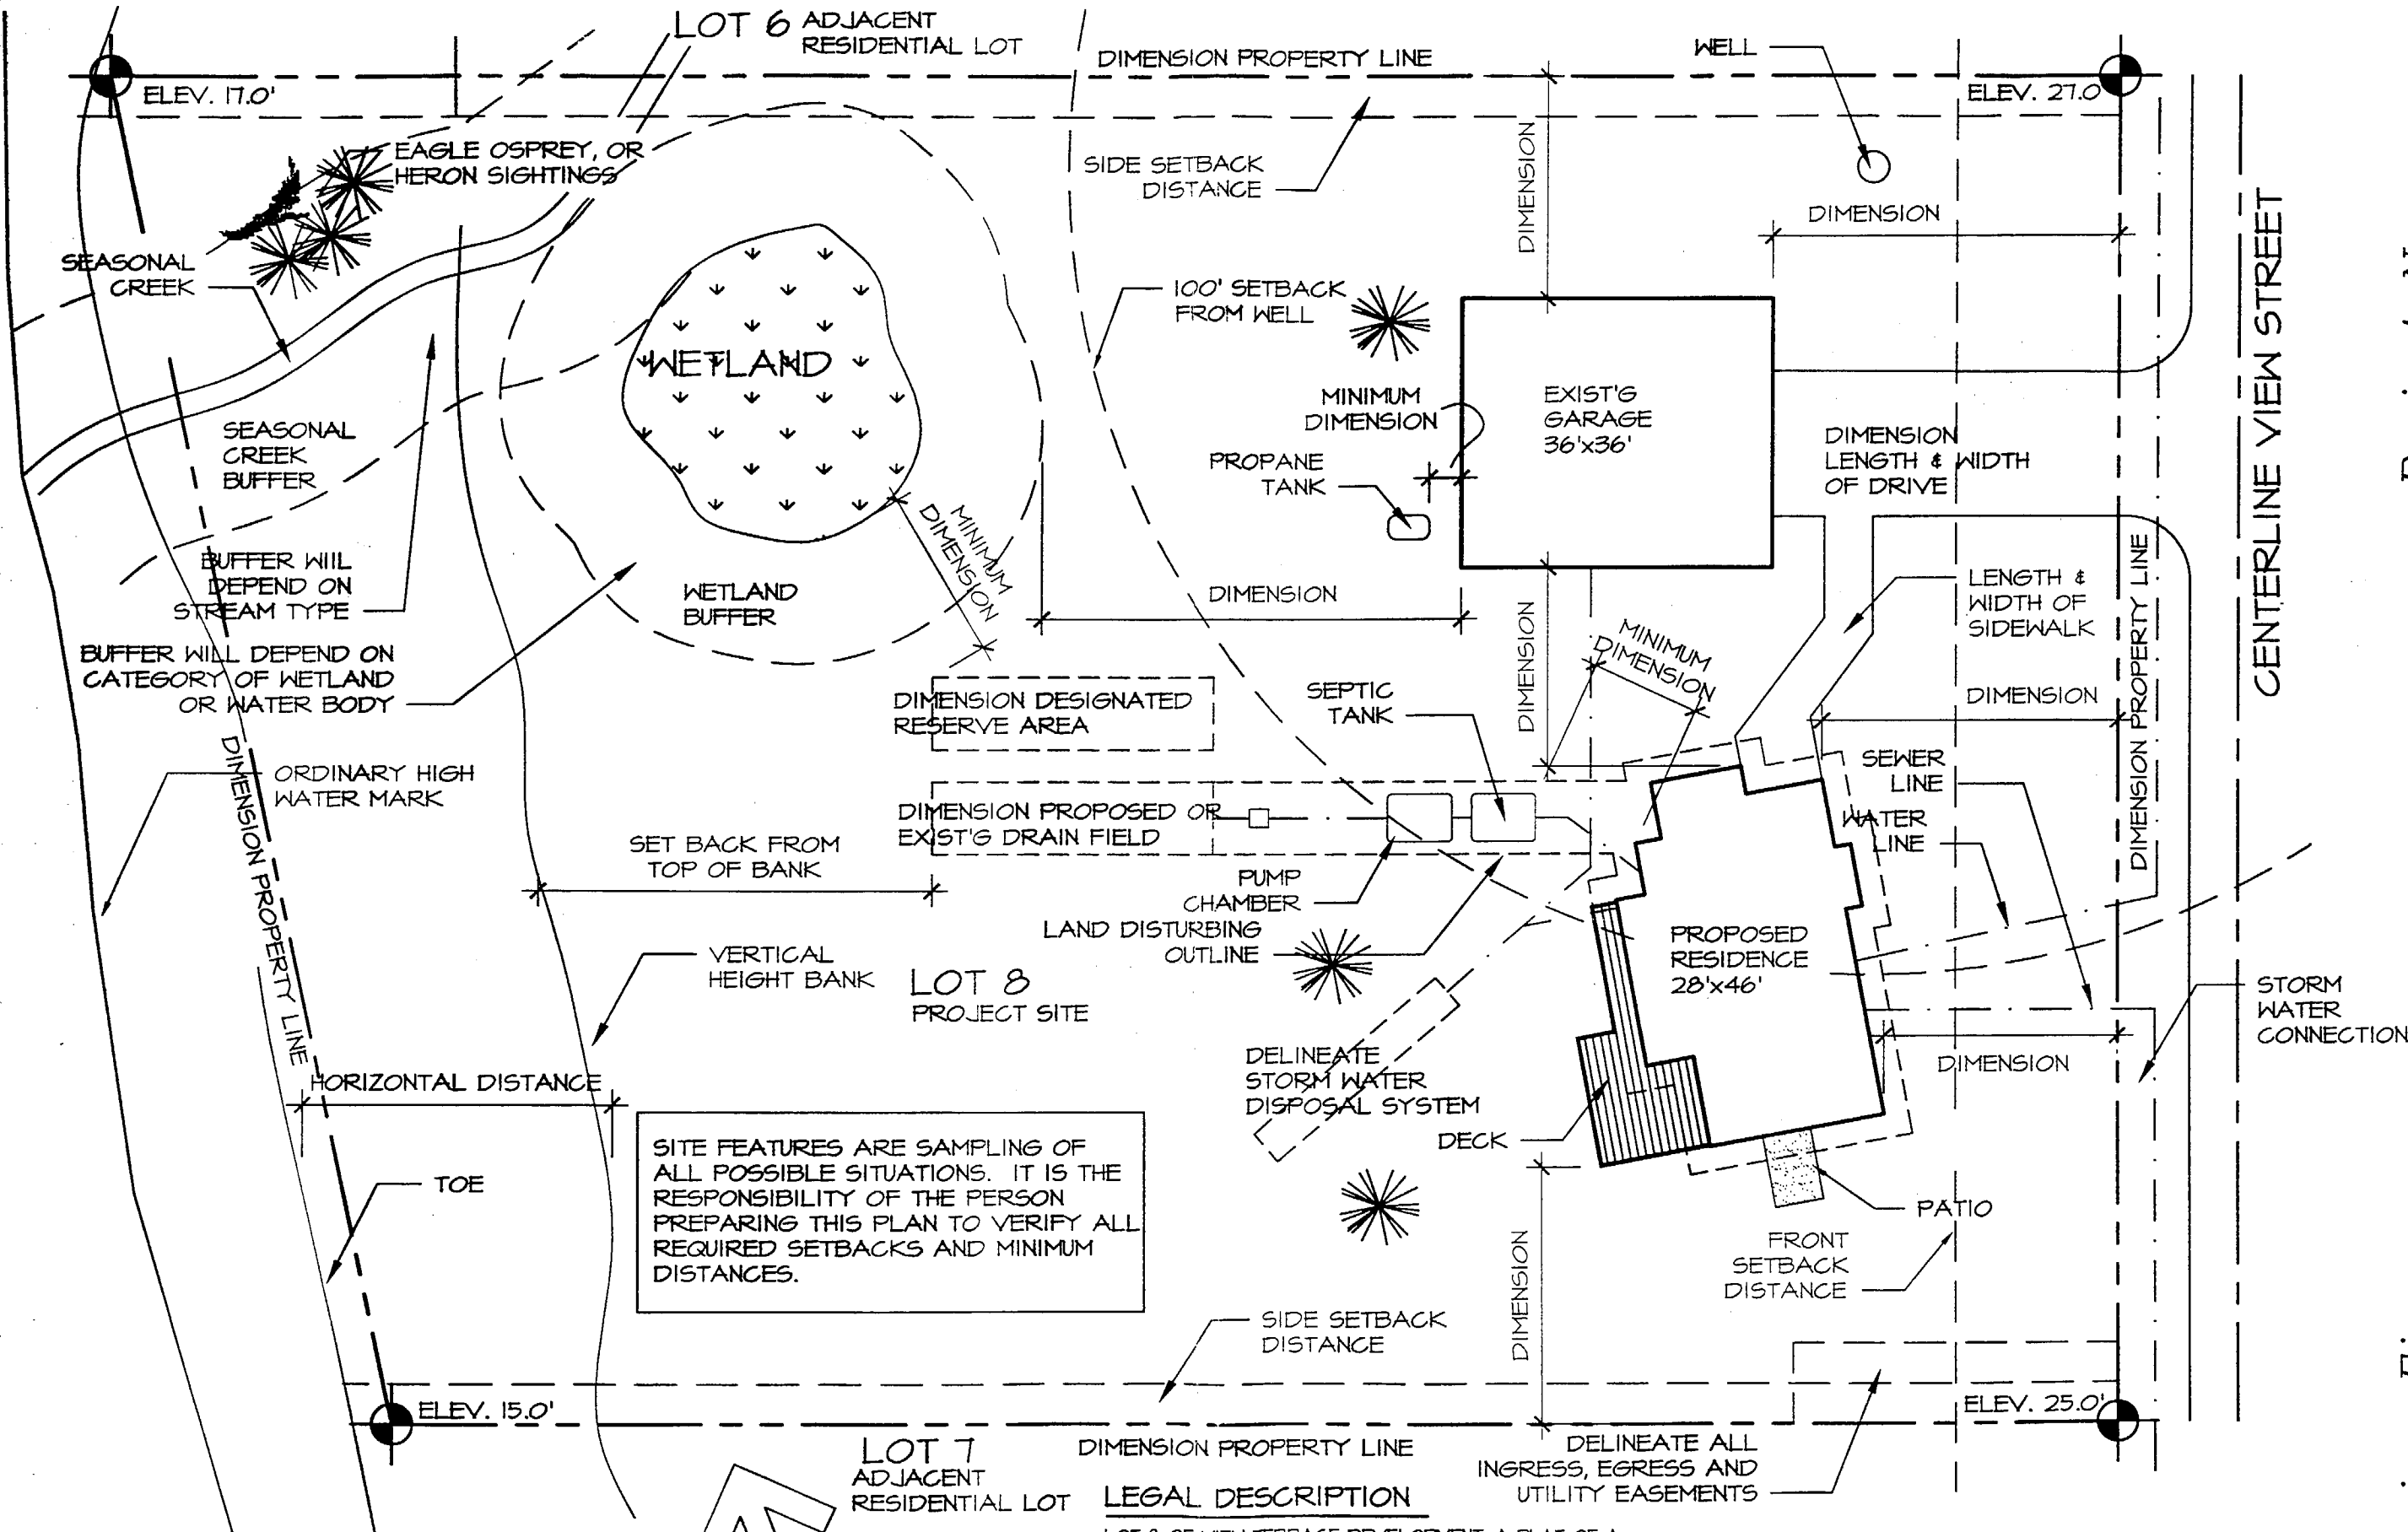 LOT 6 ADJACENT
RESIDENTIAL LOT
DIMENSION PROPERTY LINE
WELL
ELEV. 17.0'
ELEV. 27.0
EAGLE OSPREY, OR
HERON SIGHTINGS
SIDE SETBACK
DISTANCE
DIMENSION
DIMENSION
SEASONAL
CREEK
100' SETBACK
FROM WELL
WETLAND
CENTERLINE VIEW STREET
MINIMUM
DIMENSION
EXIST'G
GARAGE
36'x36'
SEASONAL
CREEK
BUFFER
PROPANE
TANK
DIMENSION
LENGTH & WIDTH
OF DRIVE
MINIMUM
DIMENSION
BUFFER WIIL
DEPEND ON
STREAM TYPE
WETLAND
BUFFER
DIMENSION
DIMENSION
LENGTH &
WIDTH OF
SIDEWALK
DIMENSION PROPERTY LINE
BUFFER WILL DEPEND ON
CATEGORY OF WETLAND
OR WATER BODY
MINIMUM
DIMENSION
DIMENSION DESIGNATED
RESERVE AREA
SEPTIC
TANK
DIMENSION
DIMENSION PROPERTY LINE
ORDINARY HIGH
WATER MARK
SEWER
LINE
DIMENSION PROPOSED OR
EXIST'G DRAIN FIELD
WATER
LINE
SET BACK FROM
TOP OF BANK
PUMP
CHAMBER
LAND DISTURBING
OUTLINE
PROPOSED
RESIDENCE
28'x46'
VERTICAL
HEIGHT BANK
LOT 8
PROJECT SITE
STORM
WATER
CONNECTION
DELINEATE
STORM WATER
DISPOSAL SYSTEM
DIMENSION
HORIZONTAL DISTANCE
DECK
SITE FEATURES ARE SAMPLING OF
ALL POSSIBLE SITUATIONS. IT IS THE
RESPONSIBILITY OF THE PERSON
PREPARING THIS PLAN TO VERIFY ALL
REQUIRED SETBACKS AND MINIMUM
DISTANCES.
TOE
PATIO
FRONT
SETBACK
DISTANCE
DIMENSION
SIDE SETBACK
DISTANCE
ELEV. 15.0'
ELEV. 25.0'
LOT 7
ADJACENT
RESIDENTIAL LOT
DIMENSION PROPERTY LINE
DELINEATE ALL
INGRESS, EGRESS AND
UTILITY EASEMENTS
LEGAL DESCRIPTION